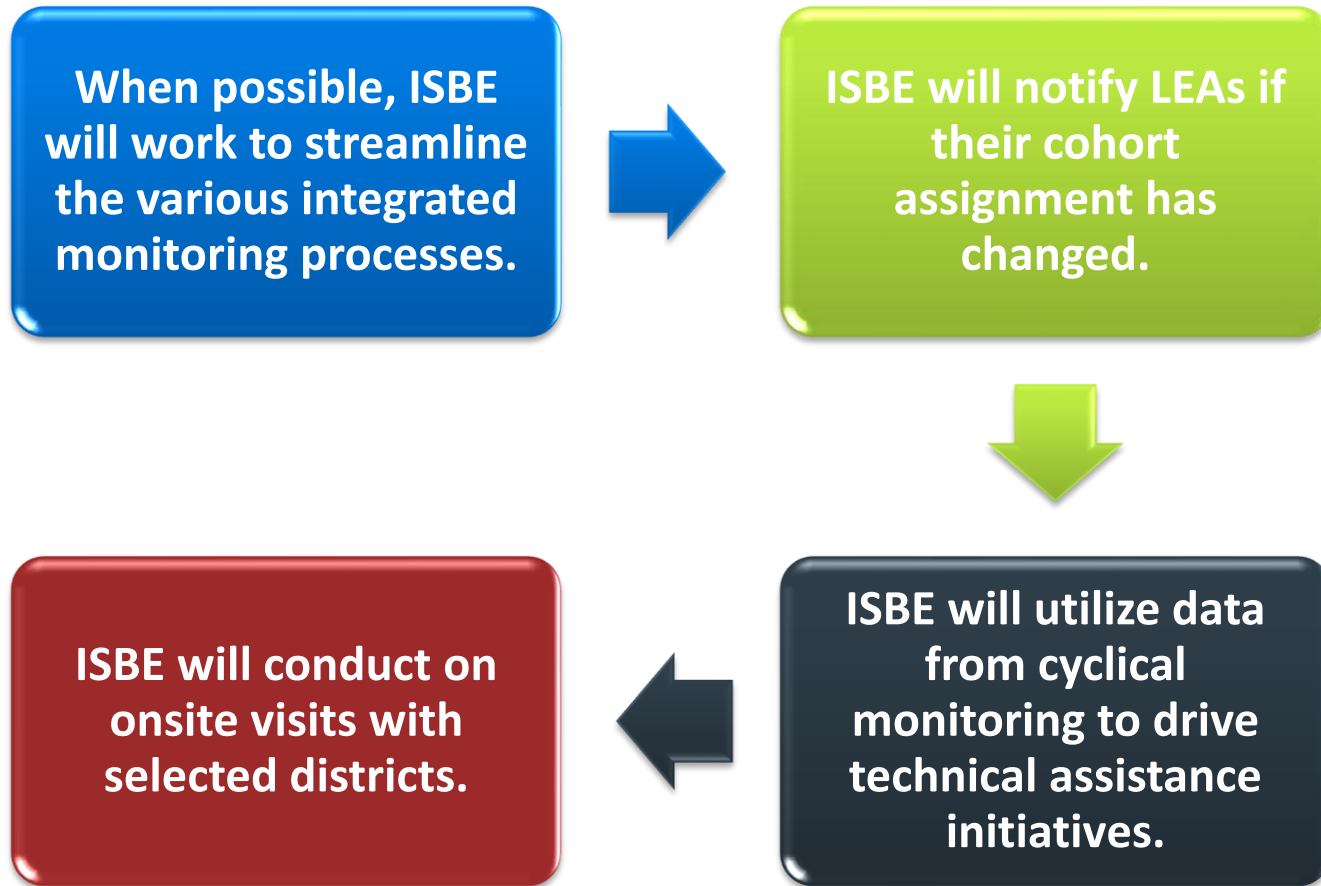 When possible, ISBE
will work to streamline
the various integrated
monitoring processes.
ISBE will notify LEAs if
their cohort
assignment has
changed.
ISBE will utilize data
from cyclical
monitoring to drive
technical assistance
initiatives.
ISBE will conduct on
onsite visits with
selected districts.